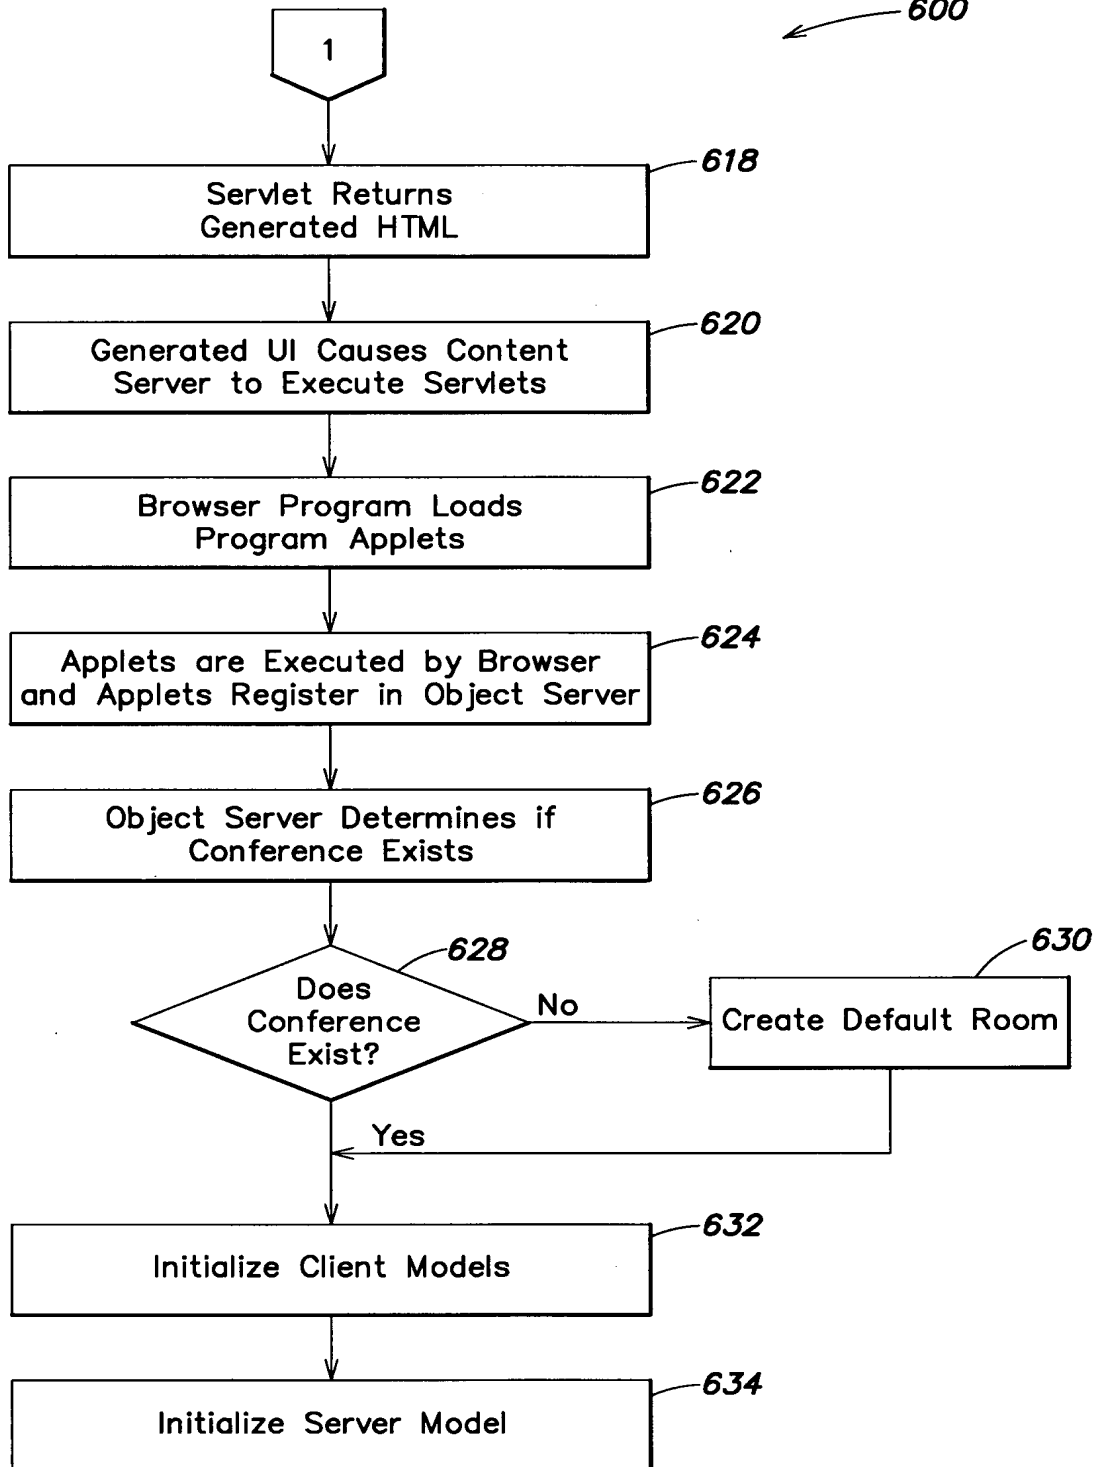 600
1
618
Servlet Returns
Generated HTML
620
Generated UI Causes Content
Server to Execute Servlets
622
Browser Program Loads
Program Applets
624
Applets are Executed by Browser
and Applets Register in Object Server
626
Object Server Determines if
Conference Exists
628
Does
Conference
Exist?
No
630
Create Default Room
Yes
632
Initialize Client Models
634
Initialize Server Model